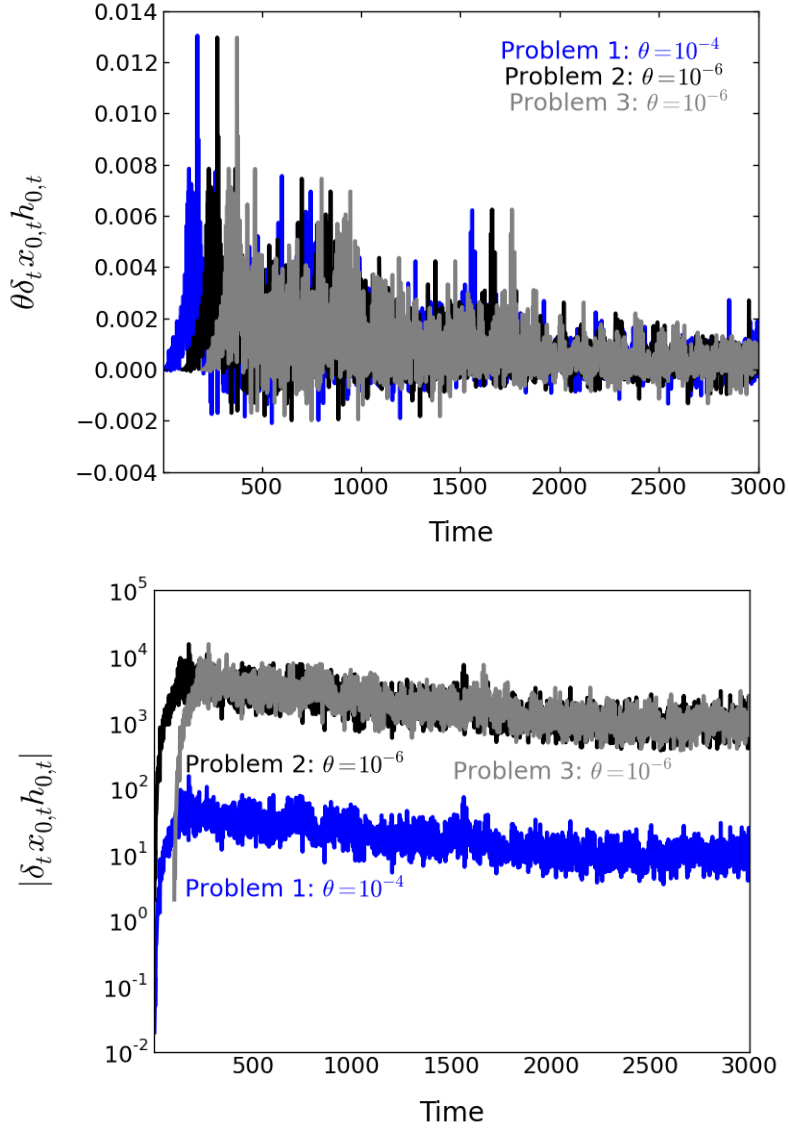 0.014
0.012
0.010
0.008
0.006
0.004
0.002
0.000
−0.002
−0.004
θδₜx₀,ₜh₀,ₜ
Problem 1: θ=10⁻⁴
Problem 2: θ=10⁻⁶
Problem 3: θ=10⁻⁶
500 1000 1500 2000 2500 3000
Time
10⁵
10⁴
10³
10²
10¹
10⁰
10⁻¹
10⁻²
|δₜx₀,ₜh₀,ₜ|
Problem 2: θ=10⁻⁶
Problem 3: θ=10⁻⁶
Problem 1: θ=10⁻⁴
500 1000 1500 2000 2500 3000
Time